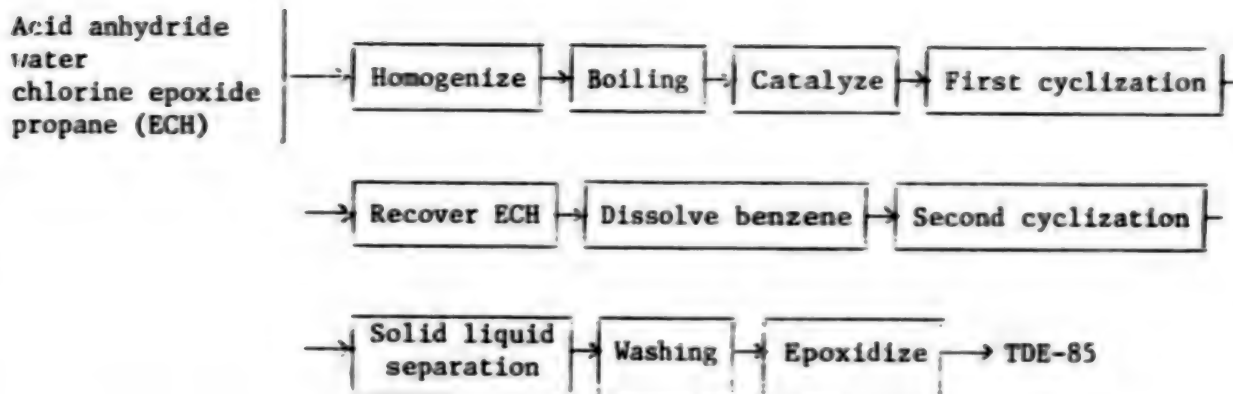 Acid anhydride
water
chlorine epoxide
propane (ECH)
Homogenize
Boiling
Catalyze
First cyclization
Recover ECH
Dissolve benzene
Second cyclization
Solid liquid
separation
Washing
Epoxidize
TDE-85